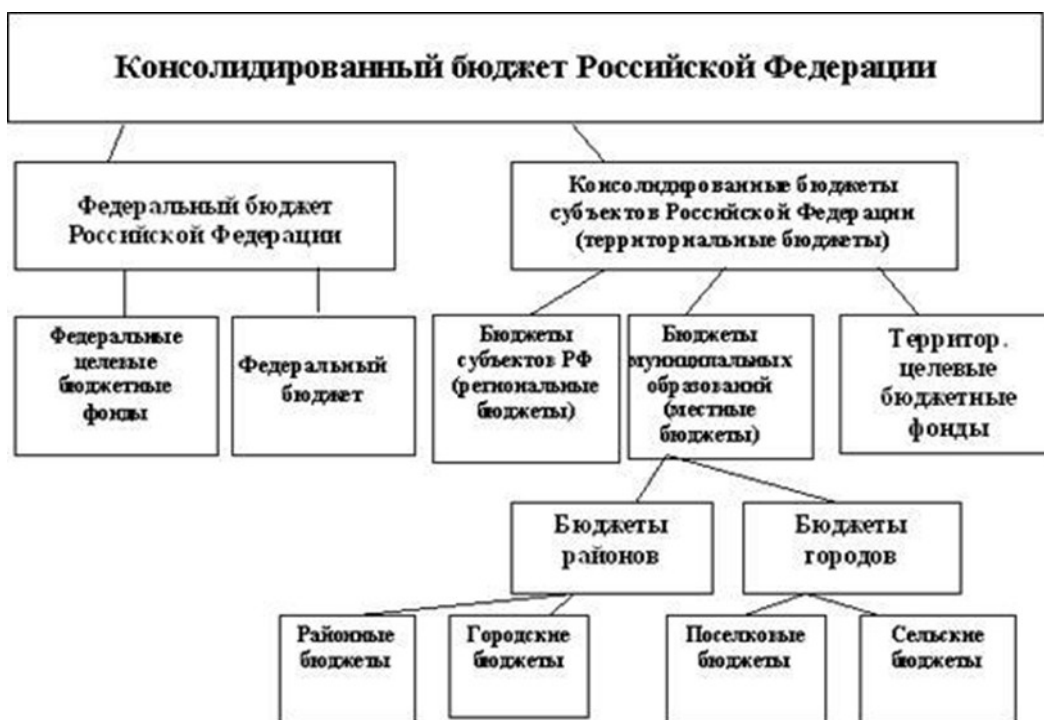 Консолидированный бюджет Российской Федерации
Федеральный бюджет
Российской Федерации
Консолидированные бюджеты
субъектов Российской Федерации
(территориальные бюджеты)
Федеральные
целевые
бюджетные
фонды
Федеральный
бюджет
Бюджеты
субъектов РФ
(региональные
бюджеты)
Бюджеты
муниципальных
образований
(местные
бюджеты)
Территор.
целевые
бюджетные
фонды
Бюджеты
районов
Бюджеты
городов
Районные
бюджеты
Городские
бюджеты
Поселковые
бюджеты
Сельские
бюджеты